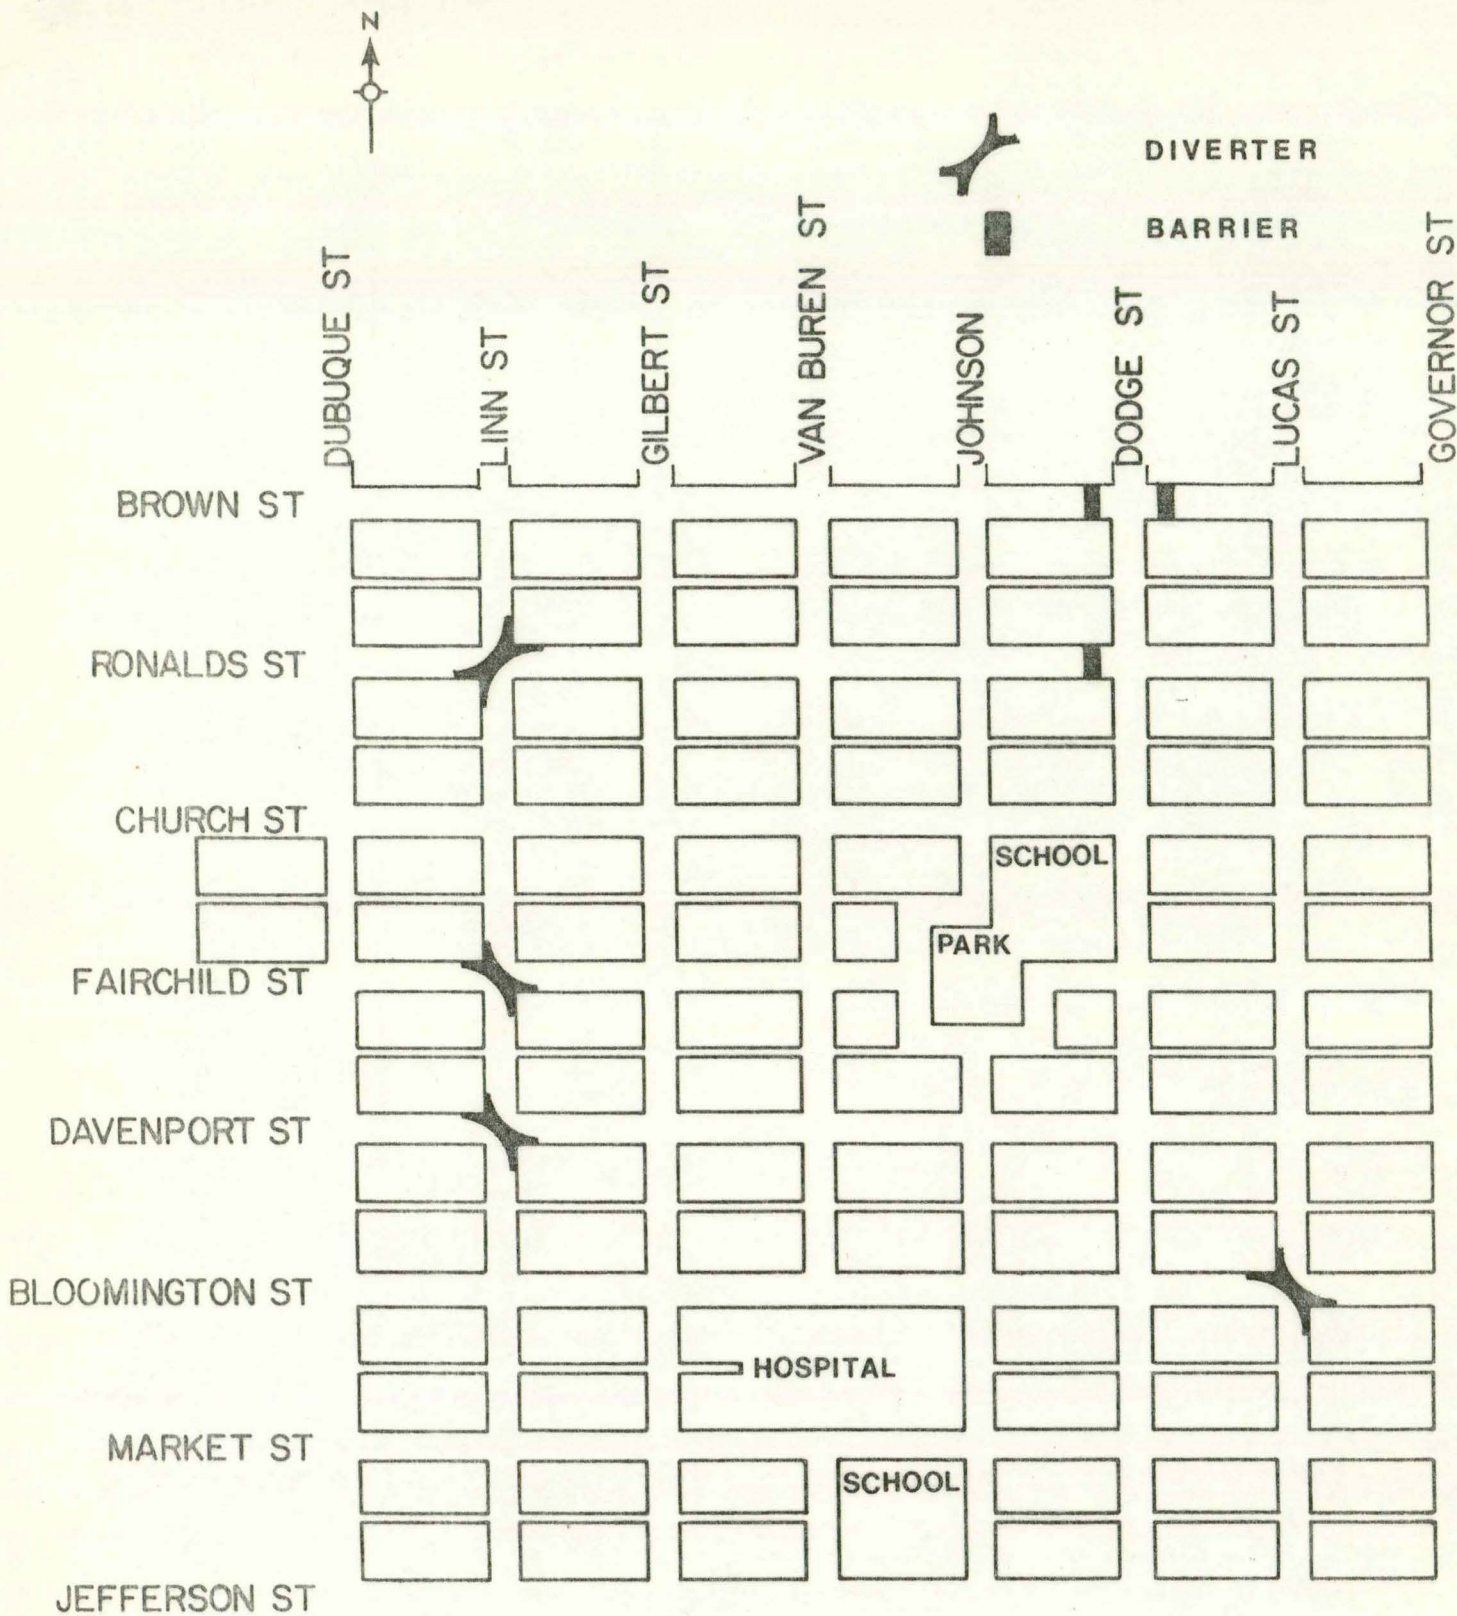 N
DIVERTER
BARRIER
DUBUQUE ST
LINN ST
GILBERT ST
VAN BUREN ST
JOHNSON
DODGE ST
LUCAS ST
GOVERNOR ST
BROWN ST
RONALDS ST
CHURCH ST
SCHOOL
PARK
FAIRCHILD ST
DAVENPORT ST
BLOOMINGTON ST
HOSPITAL
MARKET ST
SCHOOL
JEFFERSON ST